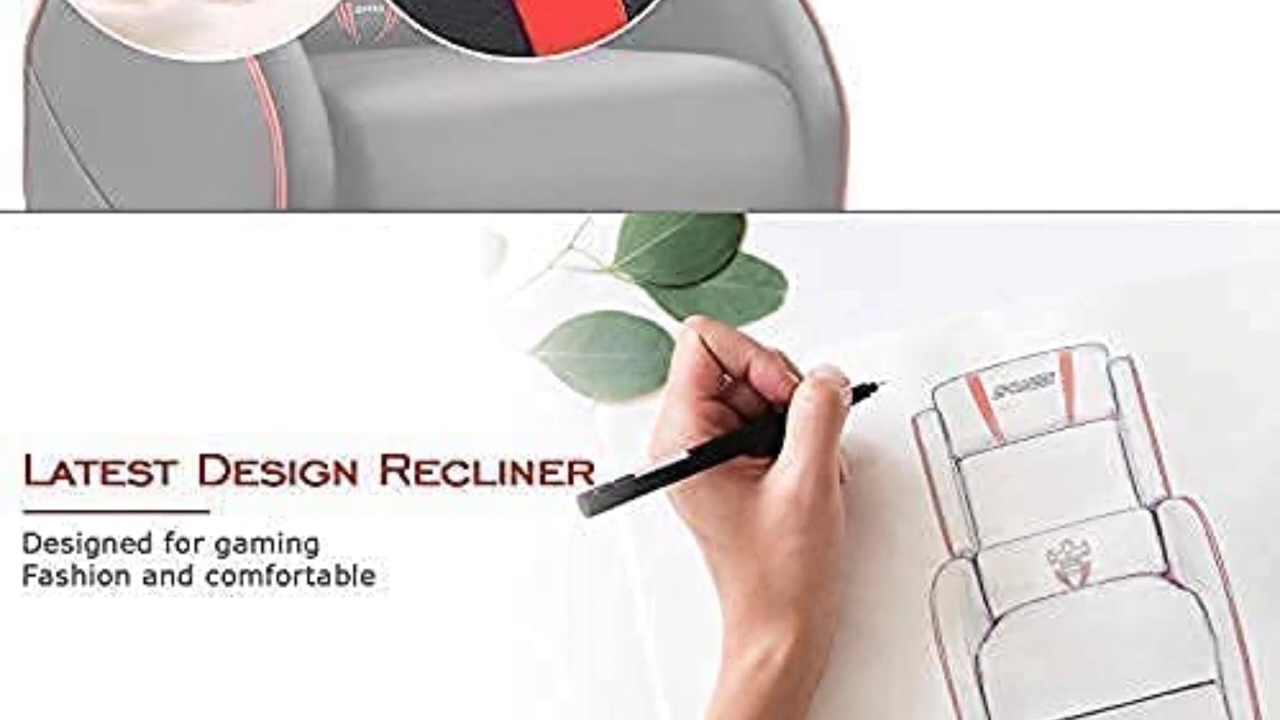 LATEST DESIGN RECLINER
Designed for gaming
Fashion and comfortable